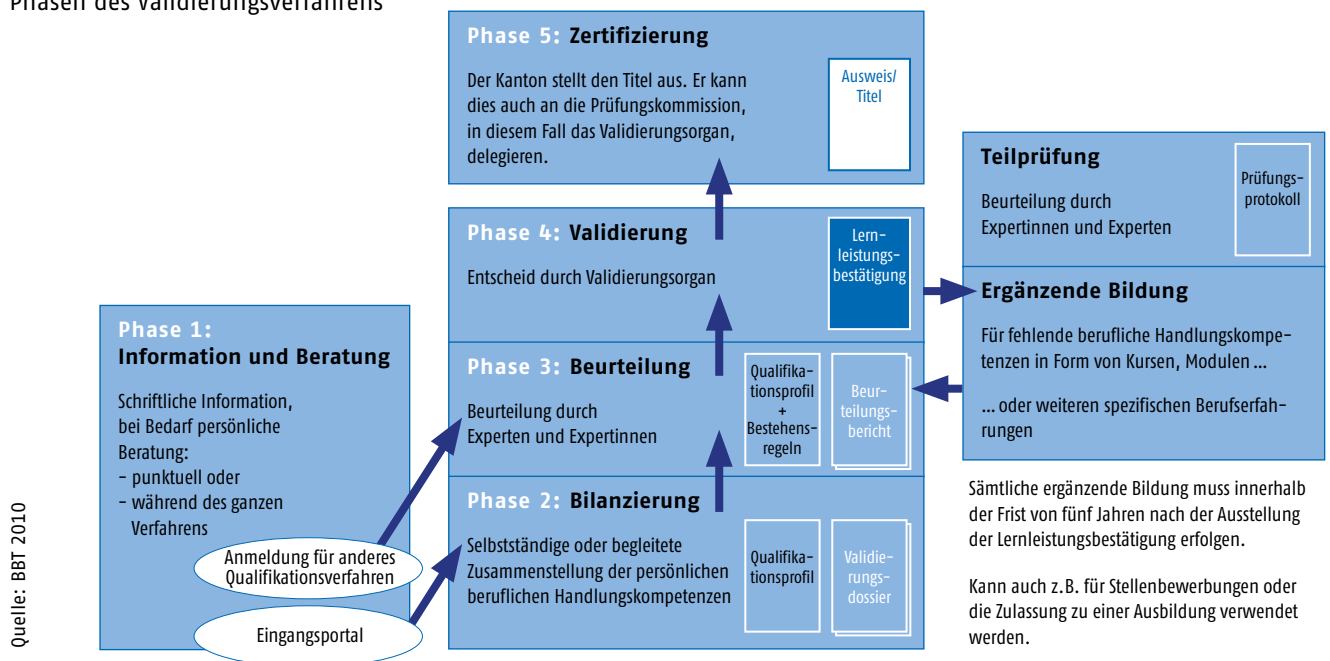 Phasen des Validierungsverfahrens
Phase 5: Zertifizierung
Der Kanton stellt den Titel aus. Er kann
dies auch an die Prüfungskommission,
in diesem Fall das Validierungsorgan,
delegieren.
Ausweis/
Titel
Phase 4: Validierung
Entscheid durch Validierungsorgan
Lern-
leistungs-
bestätigung
Phase 3: Beurteilung
Beurteilung durch
Experten und Expertinnen
Qualifika-
tionsprofil
+
Bestehens-
regeln
Beur-
teilungs-
bericht
Phase 2: Bilanzierung
Selbstständige oder begleitete
Zusammenstellung der persönlichen
beruflichen Handlungskompetenzen
Qualifika-
tionsprofil
Validie-
rungs-
dossier
Phase 1:
Information und Beratung
Schriftliche Information,
bei Bedarf persönliche
Beratung:
– punktuell oder
– während des ganzen
Verfahrens
Anmeldung für anderes
Qualifikationsverfahren
Eingangsportal
Teilprüfung
Beurteilung durch
Expertinnen und Experten
Prüfungs-
protokoll
Ergänzende Bildung
Für fehlende berufliche Handlungskompe-
tenzen in Form von Kursen, Modulen ...
... oder weiteren spezifischen Berufserfah-
rungen
Sämtliche ergänzende Bildung muss innerhalb
der Frist von fünf Jahren nach der Ausstellung
der Lernleistungsbestätigung erfolgen.
Kann auch z.B. für Stellenbewerbungen oder
die Zulassung zu einer Ausbildung verwendet
werden.
Quelle: BBT 2010